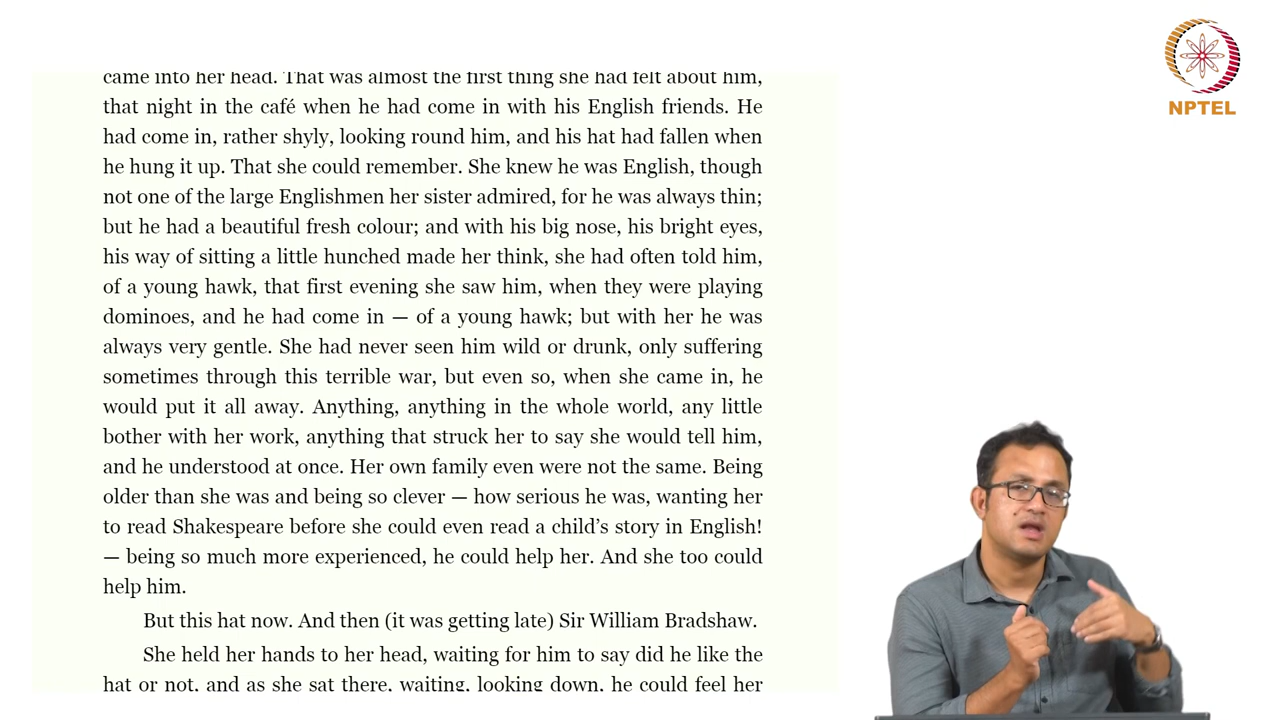 came into her head. That was almost the first thing she had felt about him,
that night in the café when he had come in with his English friends. He
had come in, rather shyly, looking round him, and his hat had fallen when
he hung it up. That she could remember. She knew he was English, though
not one of the large Englishmen her sister admired, for he was always thin;
but he had a beautiful fresh colour; and with his big nose, his bright eyes,
his way of sitting a little hunched made her think, she had often told him,
of a young hawk, that first evening she saw him, when they were playing
dominoes, and he had come in — of a young hawk; but with her he was
always very gentle. She had never seen him wild or drunk, only suffering
sometimes through this terrible war, but even so, when she came in, he
would put it all away. Anything, anything in the whole world, any little
bother with her work, anything that struck her to say she would tell him,
and he understood at once. Her own family even were not the same. Being
older than she was and being so clever — how serious he was, wanting her
to read Shakespeare before she could even read a child’s story in English!
— being so much more experienced, he could help her. And she too could
help him.
But this hat now. And then (it was getting late) Sir William Bradshaw.
She held her hands to her head, waiting for him to say did he like the
hat or not, and as she sat there, waiting, looking down, he could feel her
NPTEL